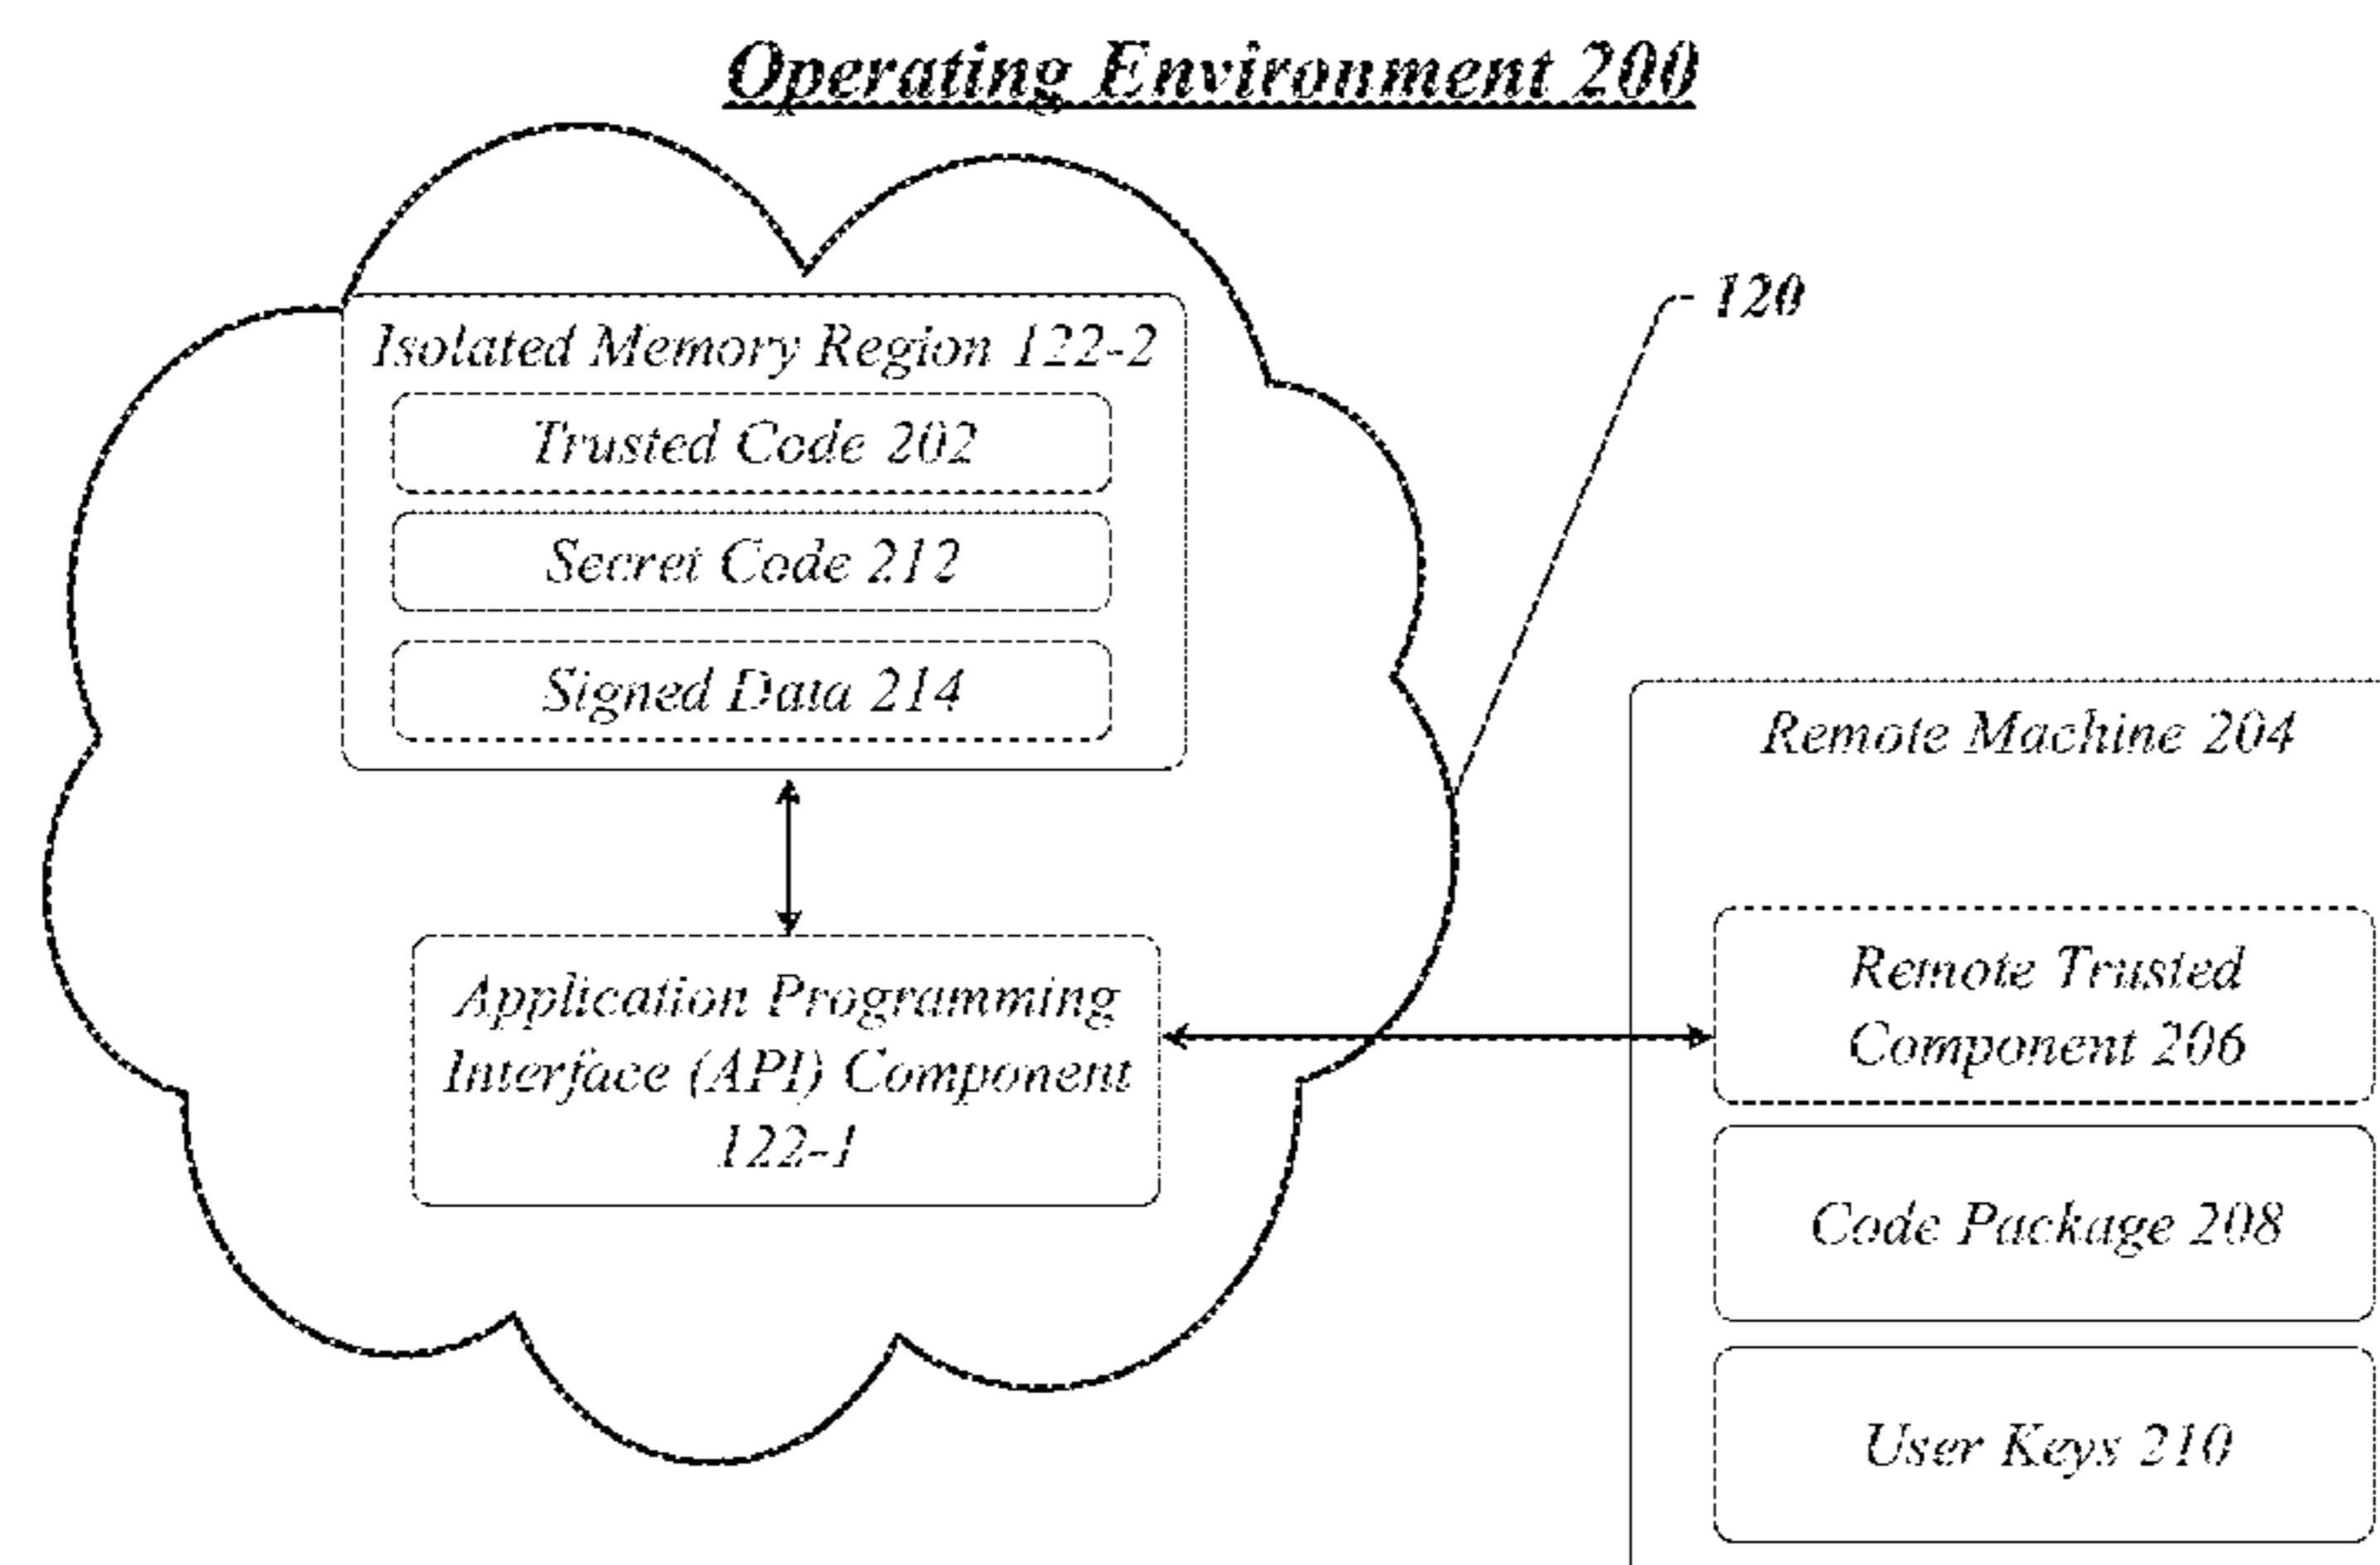 Operating Environment 200
120
Isolated Memory Region 122-2
Trusted Code 202
Secret Code 212
Signed Data 214
Remote Machine 204
Application Programming
Interface (API) Component
122-1
Remote Trusted
Component 206
Code Package 208
User Keys 210